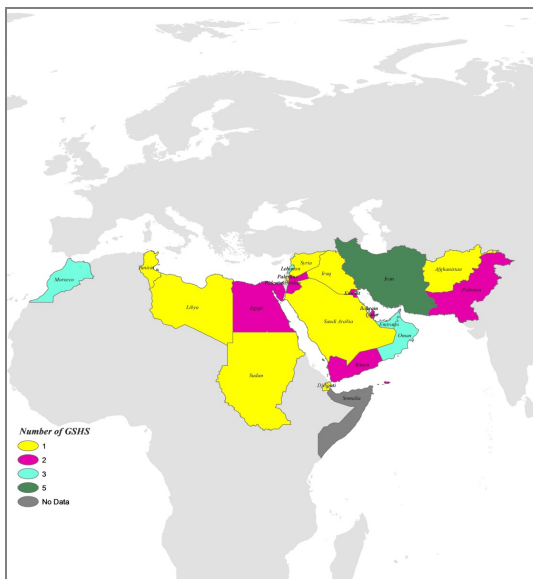 Morocco
Tunisia
Libya
Egypt
Sudan
Lebanon
Syria
Iraq
Iran
Afghanistan
Pakistan
Kuwait
Saudi Arabia
Bahrain
Qatar
Emirates
Oman
Yemen
Djibouti
Somalia
Number of GSHS
1
2
3
5
No Data